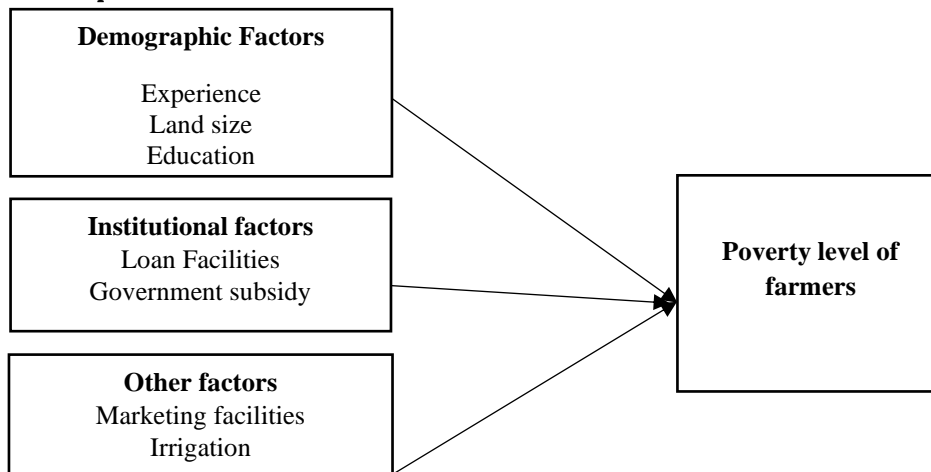 Demographic Factors
Experience
Land size
Education
Institutional factors
Loan Facilities
Government subsidy
Other factors
Marketing facilities
Irrigation
Poverty level of
farmers